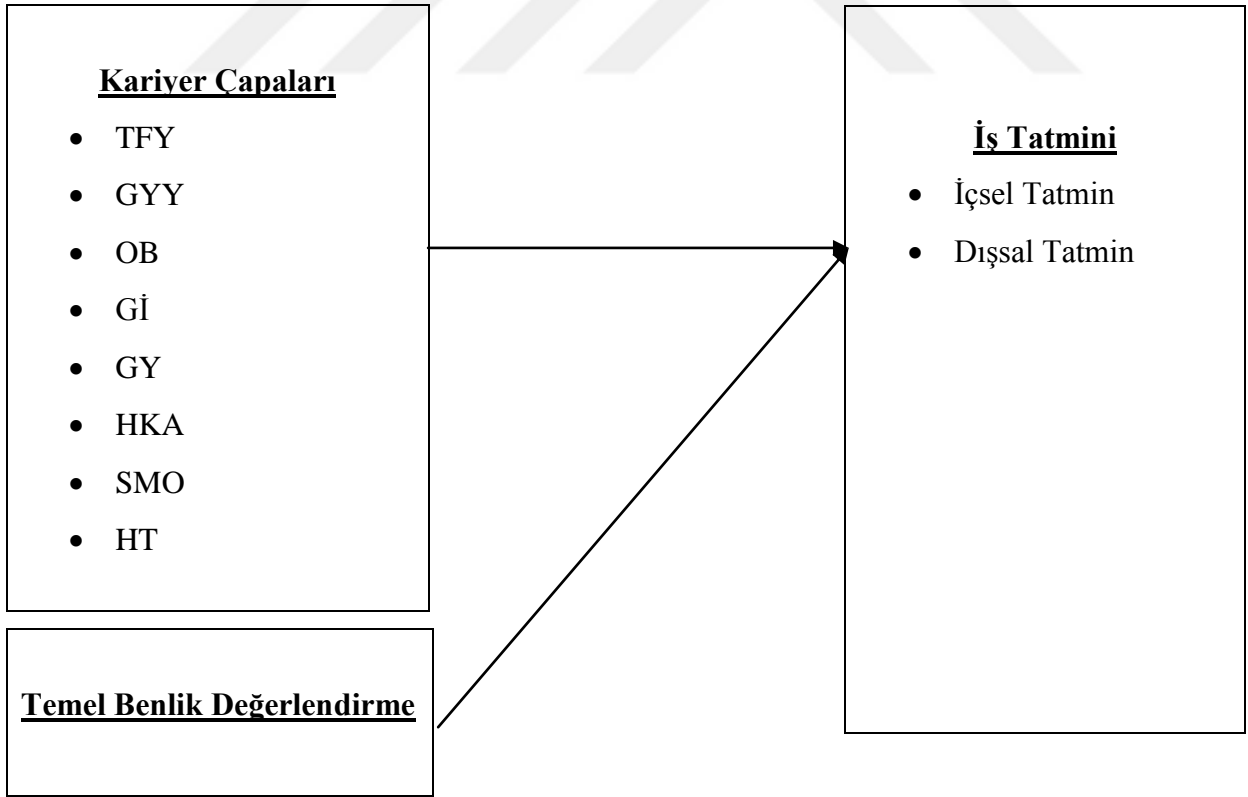 Kariyer Çapaları
• TFY
• GYY
• OB
• Gİ
• GY
• HKA
• SMO
• HT
Temel Benlik Değerlendirme
İş Tatmini
• İçsel Tatmin
• Dışsal Tatmin